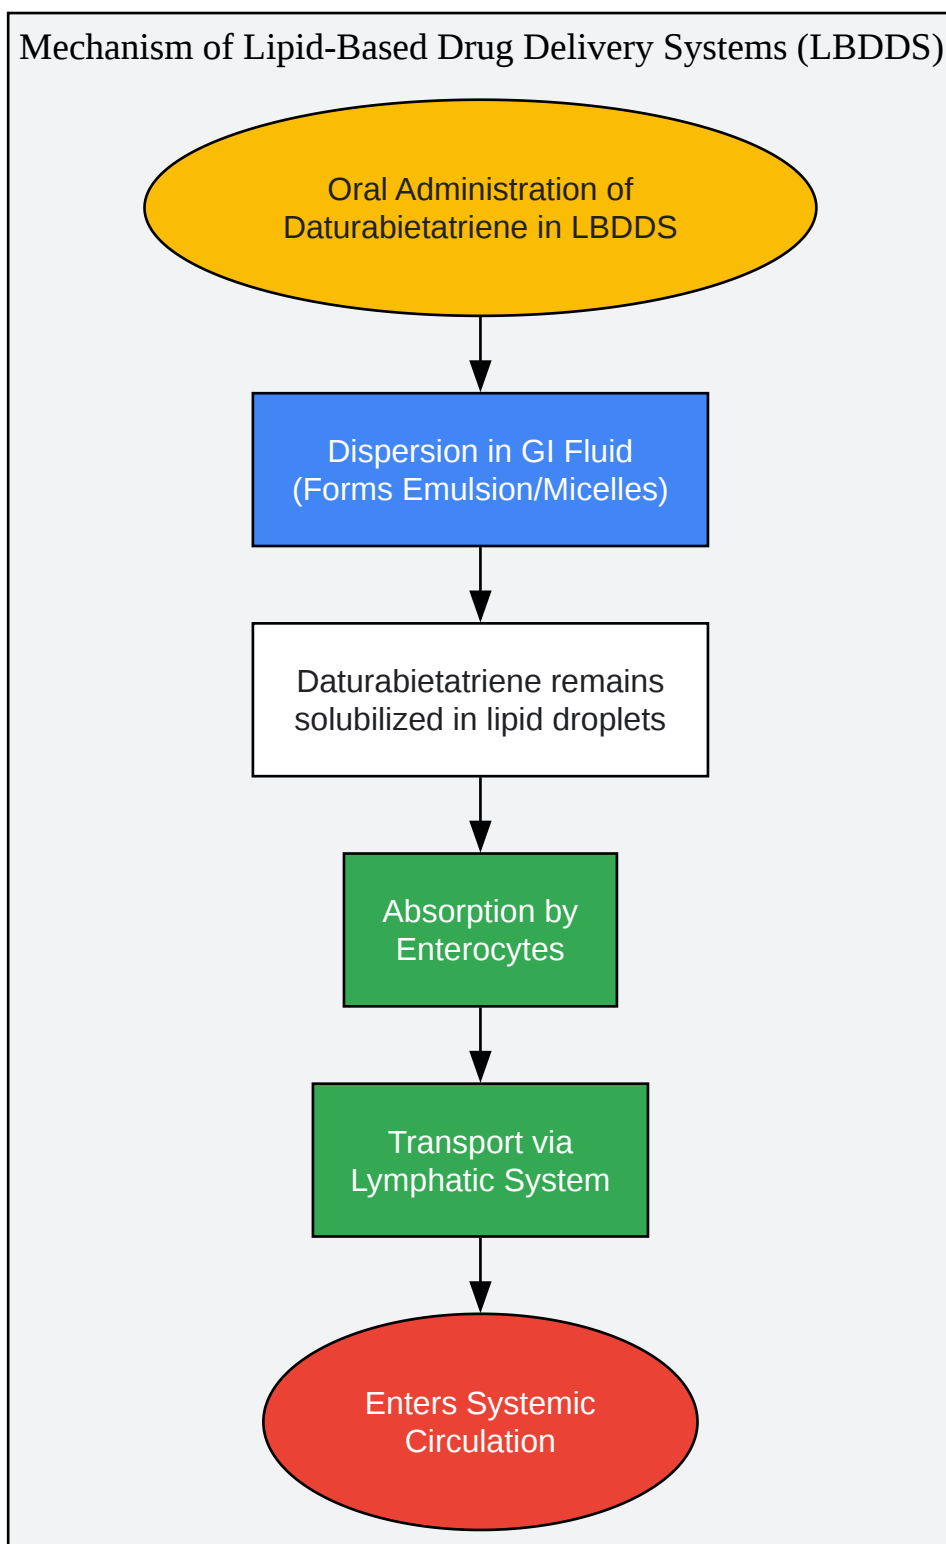 Mechanism of Lipid-Based Drug Delivery Systems (LBDDS)
Oral Administration of
Daturabietatriene in LBDDS
Dispersion in GI Fluid
(Forms Emulsion/Micelles)
Daturabietatriene remains
solubilized in lipid droplets
Absorption by
Enterocytes
Transport via
Lymphatic System
Enters Systemic
Circulation